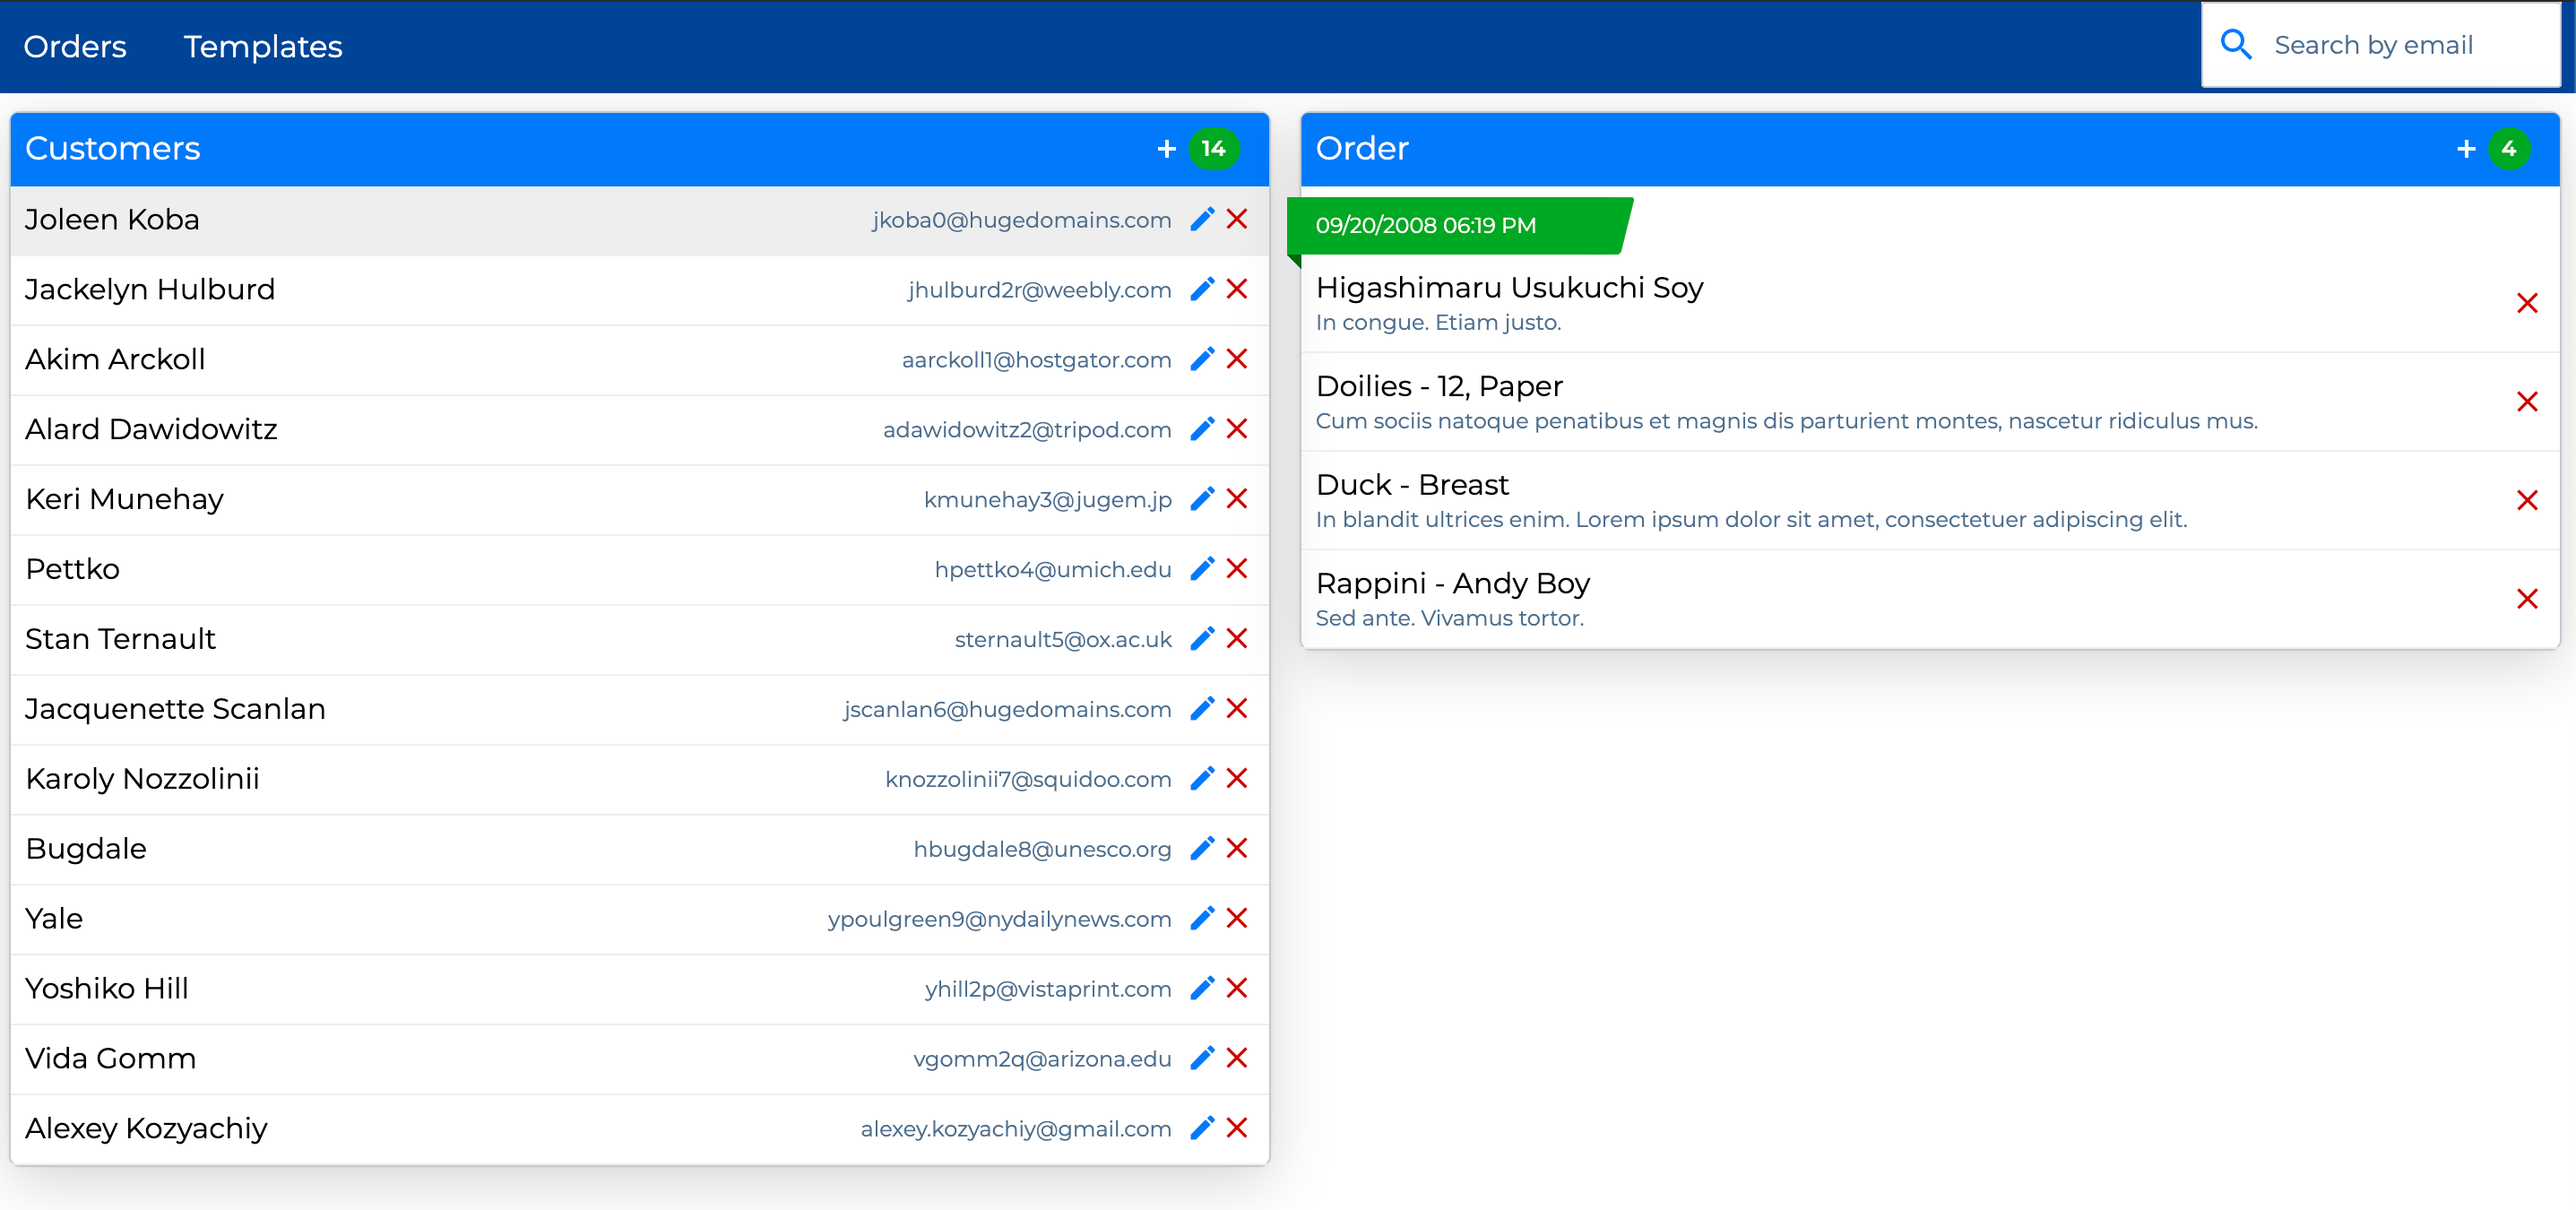 Orders Templates Search by email
Customers + 14
Joleen Koba jkoba0@hugedomains.com
Jackelyn Hulburd jhulburd2r@weebly.com
Akim Arckoll aarckoll1@hostgator.com
Alard Dawidowitz adawidowitz2@tripod.com
Keri Munehay kmunehay3@jugem.jp
Pettko hpettko4@umich.edu
Stan Ternault sternault5@ox.ac.uk
Jacquenette Scanlan jscanlan6@hugedomains.com
Karoly Nozzolinii knozzolinii7@squidoo.com
Bugdale hbugdale8@unesco.org
Yale ypoulgreen9@nydailynews.com
Yoshiko Hill yhill2p@vistaprint.com
Vida Gomm vgomm2q@arizona.edu
Alexey Kozyachiy alexey.kozyachiy@gmail.com
Order + 4
09/20/2008 06:19 PM
Higashimaru Usukuchi Soy
In congue. Etiam justo.
Doilies - 12, Paper
Cum sociis natoque penatibus et magnis dis parturient montes, nascetur ridiculus mus.
Duck - Breast
In blandit ultrices enim. Lorem ipsum dolor sit amet, consectetuer adipiscing elit.
Rappini - Andy Boy
Sed ante. Vivamus tortor.